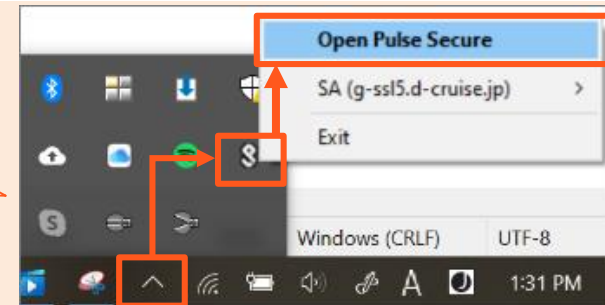 Open Pulse Secure
SA (g-ssl5.d-cruise.jp)
Exit
Windows (CRLF) UTF-8
A 1:31 PM